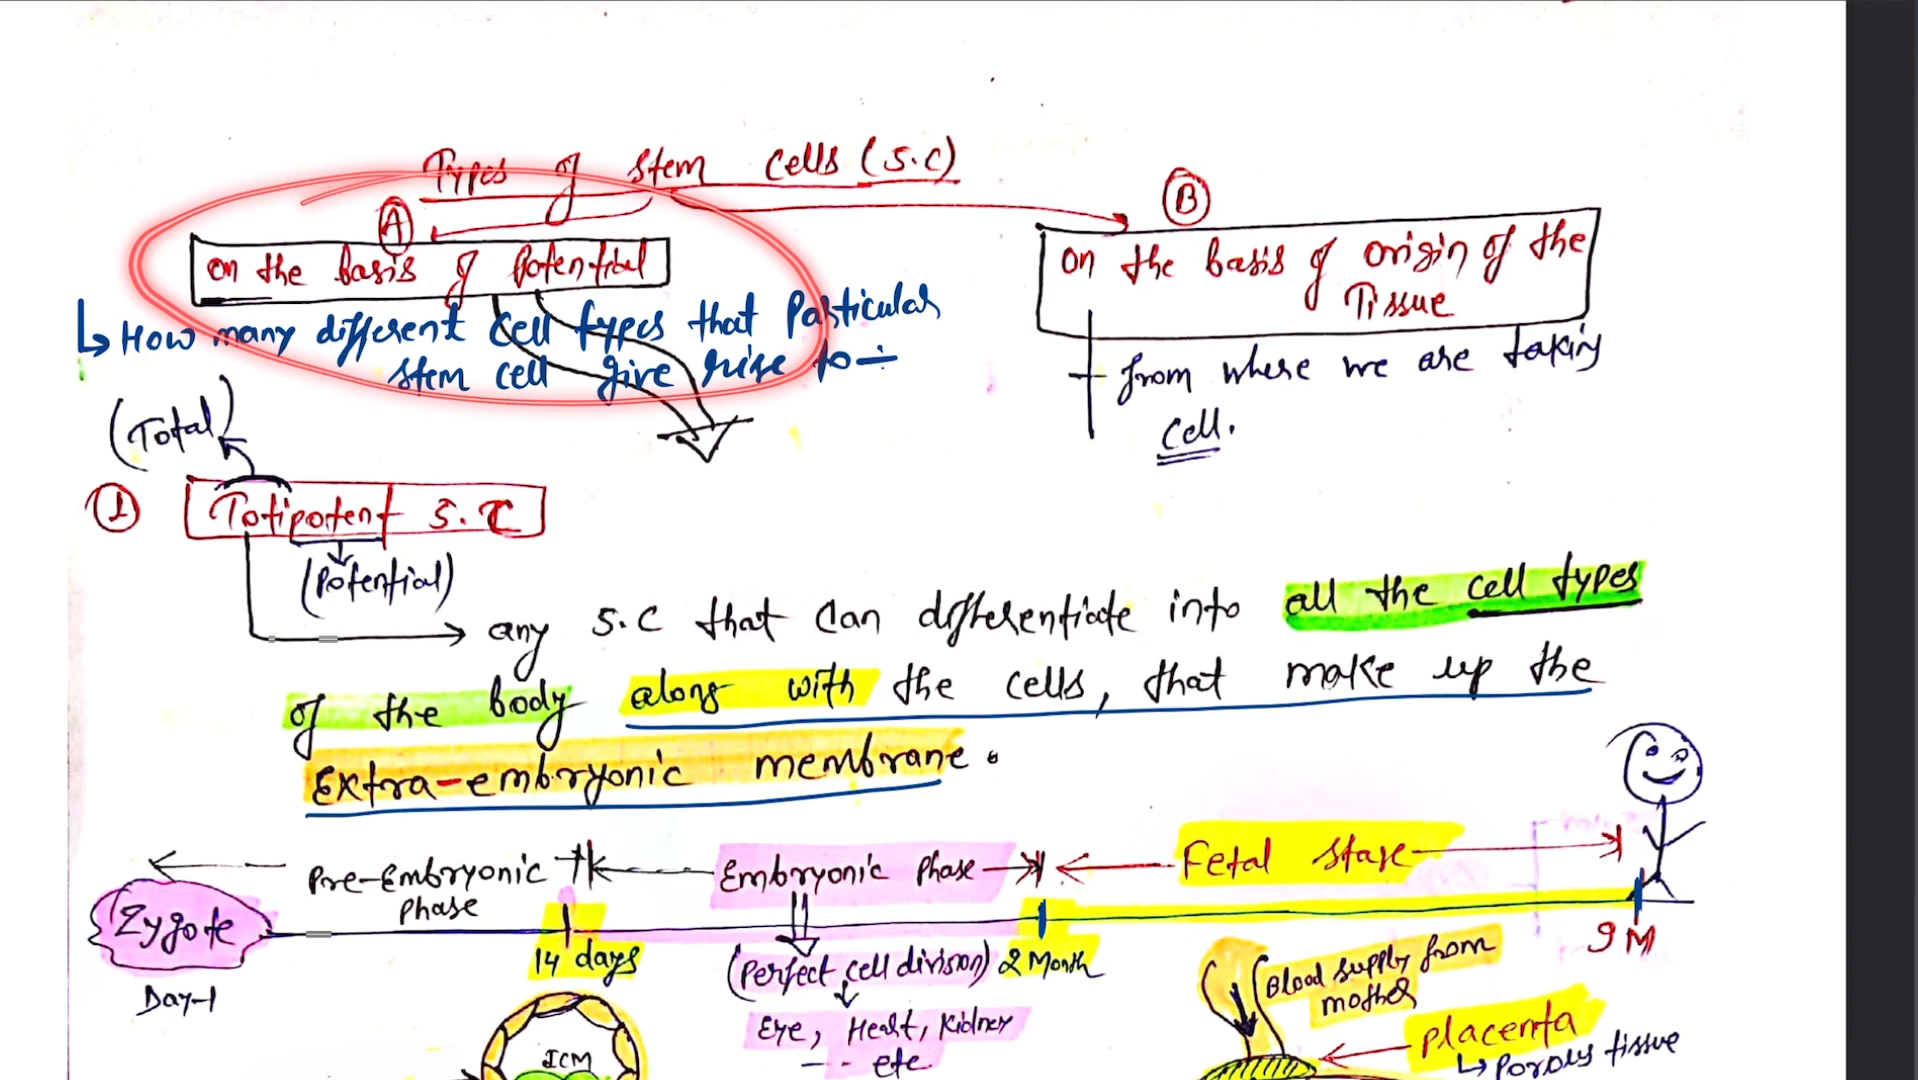 Types of Stem Cells (S.C)
A
on the basis of Potential
How many different Cell types that Particular
Stem cell give rise to ÷
B
on the basis of origin of the
Tissue
from where we are taking
Cell.
(Total)
1 Totipotent S.C
(Potential)
any S.C that Can differentiate into all the cell types
of the body along with the cells, that make up the
Extra-embryonic membrane.
Pre-Embryonic
Phase
Embryonic Phase
Fetal stage
Zygote
Day-1
14 days
(Perfect cell division)
2 Month
9 M
Eye, Heart, Kidney
--- etc
ICM
Blood supply from
mother
Placenta
Porous tissue